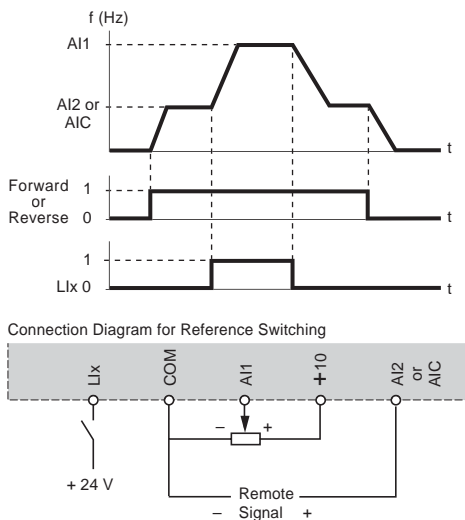 f (Hz)
AI1
AI2 or
AIC
t
Forward
or
Reverse
1
0
t
1
LIx 0
t
Connection Diagram for Reference Switching
LIx
COM
AI1
+10
AI2
or
AIC
– +
+ 24 V
Remote
– Signal +